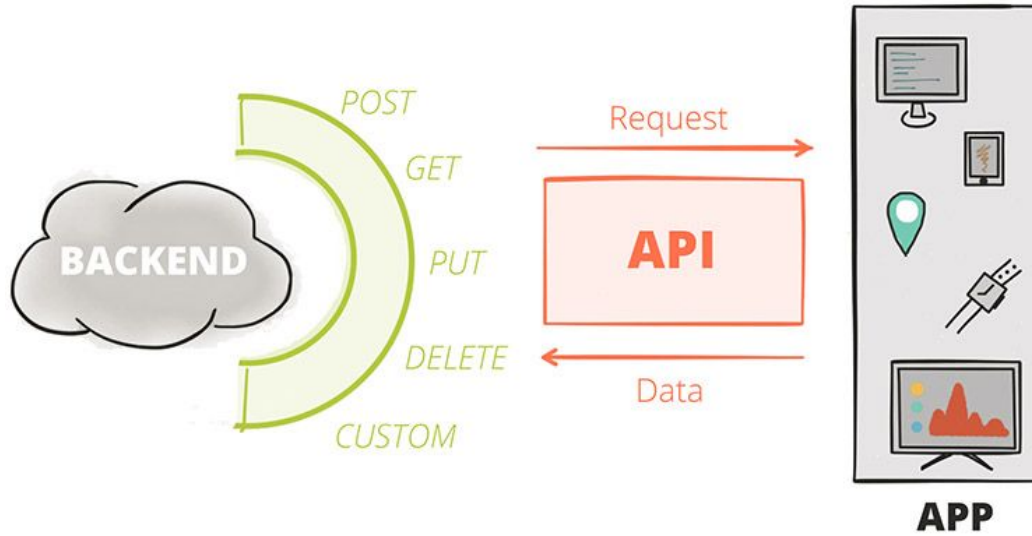 POST
GET
PUT
DELETE
CUSTOM
BACKEND
Request
API
Data
APP